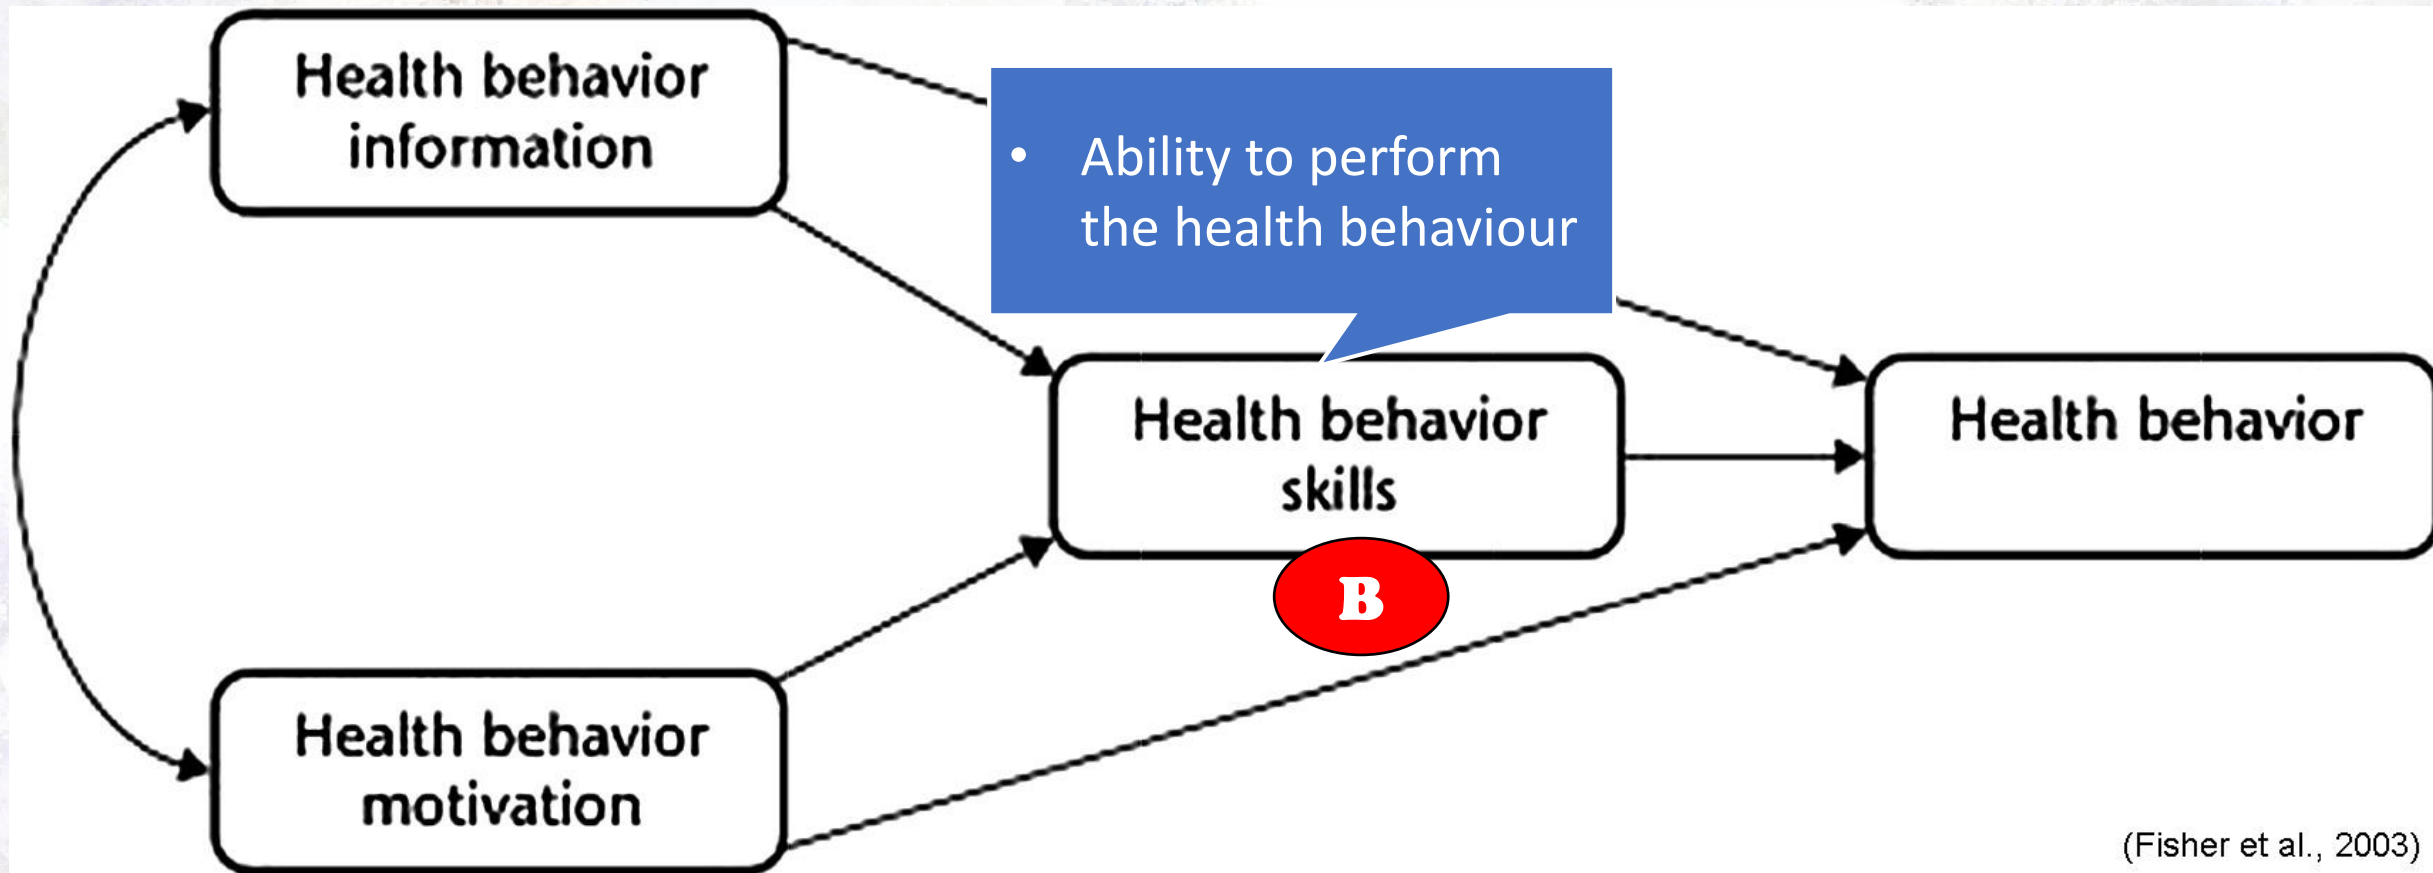 Health behavior
information
• Ability to perform
the health behaviour
Health behavior
skills
B
Health behavior
Health behavior
motivation
(Fisher et al., 2003)